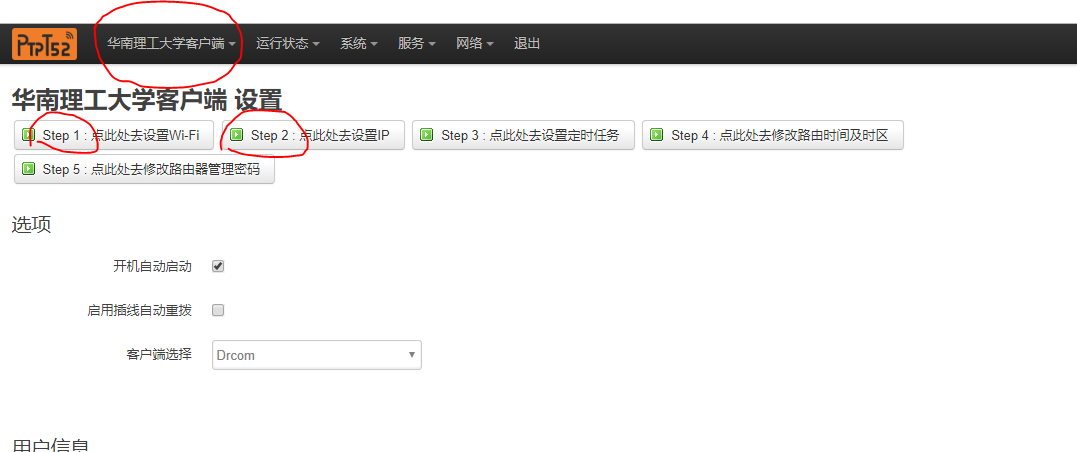 PTPT52 华南理工大学客户端 运行状态 系统 服务 网络 退出
华南理工大学客户端 设置
Step 1 : 点此处去设置Wi-Fi Step 2 : 点此处去设置IP Step 3 : 点此处去设置定时任务 Step 4 : 点此处去修改路由时间及时区
Step 5 : 点此处去修改路由器管理密码
选项
开机自动启动
启用插线自动重拨
客户端选择 Drcom
用户信息